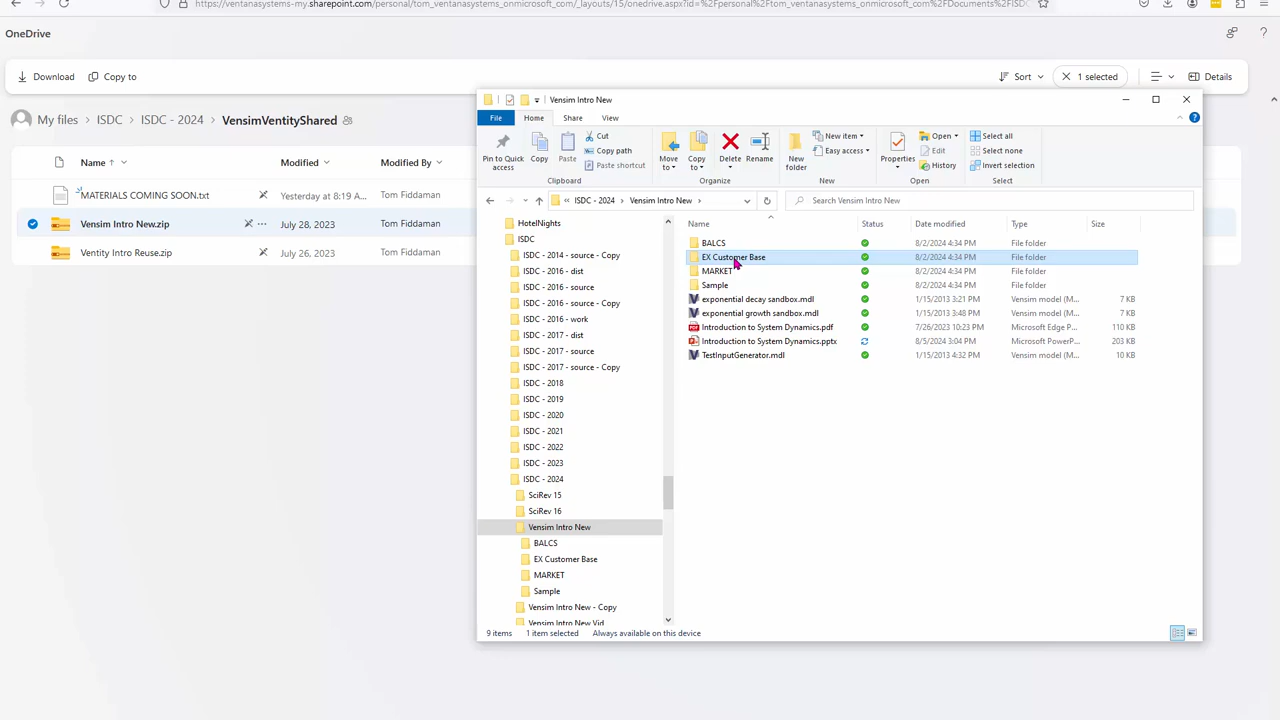 https://ventanasystems-my.sharepoint.com/personal/tom_ventanasystems_onmicrosoft_com/_layouts/15/onedrive.aspx?id=%2Fpersonal%2Ftom_ventanasystems_onmicrosoft_com%2FDocuments%2FISDC
OneDrive
Download Copy to Sort 1 selected Details
My files ISDC ISDC - 2024 VensimVentityShared
Name Modified Modified By
MATERIALS COMING SOON.txt Yesterday at 8:19 A... Tom Fiddaman
Vensim Intro New.zip July 28, 2023 Tom Fiddaman
Ventity Intro Reuse.zip July 26, 2023 Tom Fiddaman
Vensim Intro New
File Home Share View
Pin to Quick access
Copy
Paste
Cut
Copy path
Paste shortcut
Move to
Copy to
Delete
Rename
New folder
New item
Easy access
Properties
Open
Edit
History
Select all
Select none
Invert selection
Clipboard Organize New Open Select
« ISDC - 2024 Vensim Intro New Search Vensim Intro New
HotelNights
ISDC
ISDC - 2014 - source - Copy
ISDC - 2016 - dist
ISDC - 2016 - source
ISDC - 2016 - source - Copy
ISDC - 2016 - work
ISDC - 2017 - dist
ISDC - 2017 - source
ISDC - 2017 - source - Copy
ISDC - 2018
ISDC - 2019
ISDC - 2020
ISDC - 2021
ISDC - 2022
ISDC - 2023
ISDC - 2024
SciRev 15
SciRev 16
Vensim Intro New
BALCS
EX Customer Base
MARKET
Sample
Vensim Intro New - Copy
Vensim Intro New Vid
Name Status Date modified Type Size
BALCS 8/2/2024 4:34 PM File folder
EX Customer Base 8/2/2024 4:34 PM File folder
MARKET 8/2/2024 4:34 PM File folder
Sample 8/2/2024 4:34 PM File folder
exponential decay sandbox.mdl 1/15/2013 3:21 PM Vensim model (M... 7 KB
exponential growth sandbox.mdl 1/15/2013 3:48 PM Vensim model (M... 7 KB
Introduction to System Dynamics.pdf 7/26/2023 10:23 PM Microsoft Edge P... 110 KB
Introduction to System Dynamics.pptx 8/5/2024 3:04 PM Microsoft PowerP... 203 KB
TestInputGenerator.mdl 1/15/2013 4:32 PM Vensim model (M... 10 KB
9 items 1 item selected Always available on this device